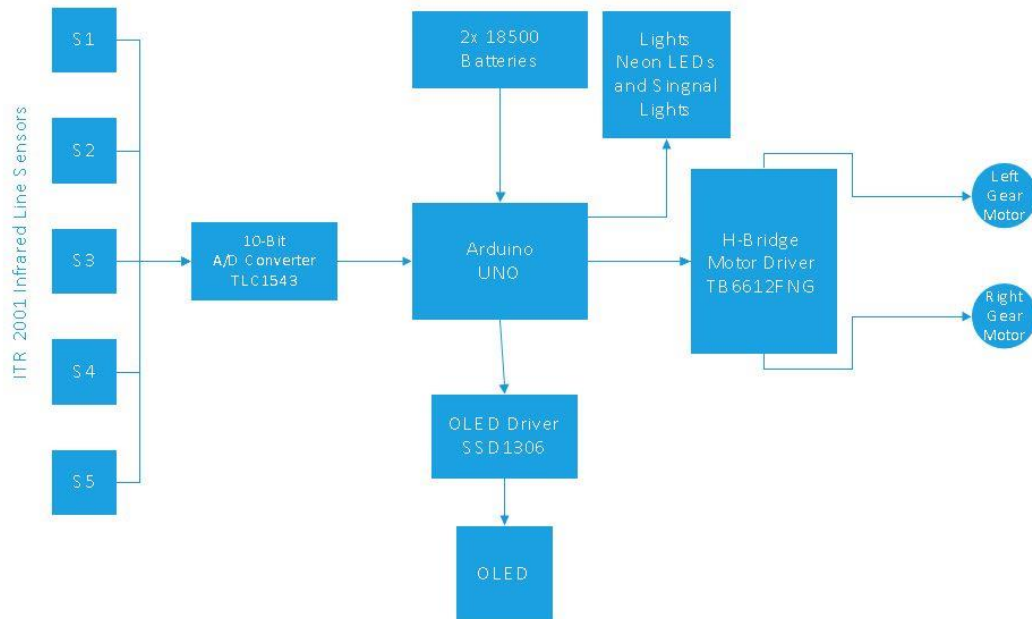 ITR 2001 Infrared Line Sensors
S1
S2
S3
S4
S5
10-Bit
A/D Converter
TLC1543
2x 18500
Batteries
Arduino
UNO
Lights
Neon LEDs
and Singnal
Lights
H-Bridge
Motor Driver
TB6612FNG
Left
Gear
Motor
Right
Gear
Motor
OLED Driver
SSD1306
OLED